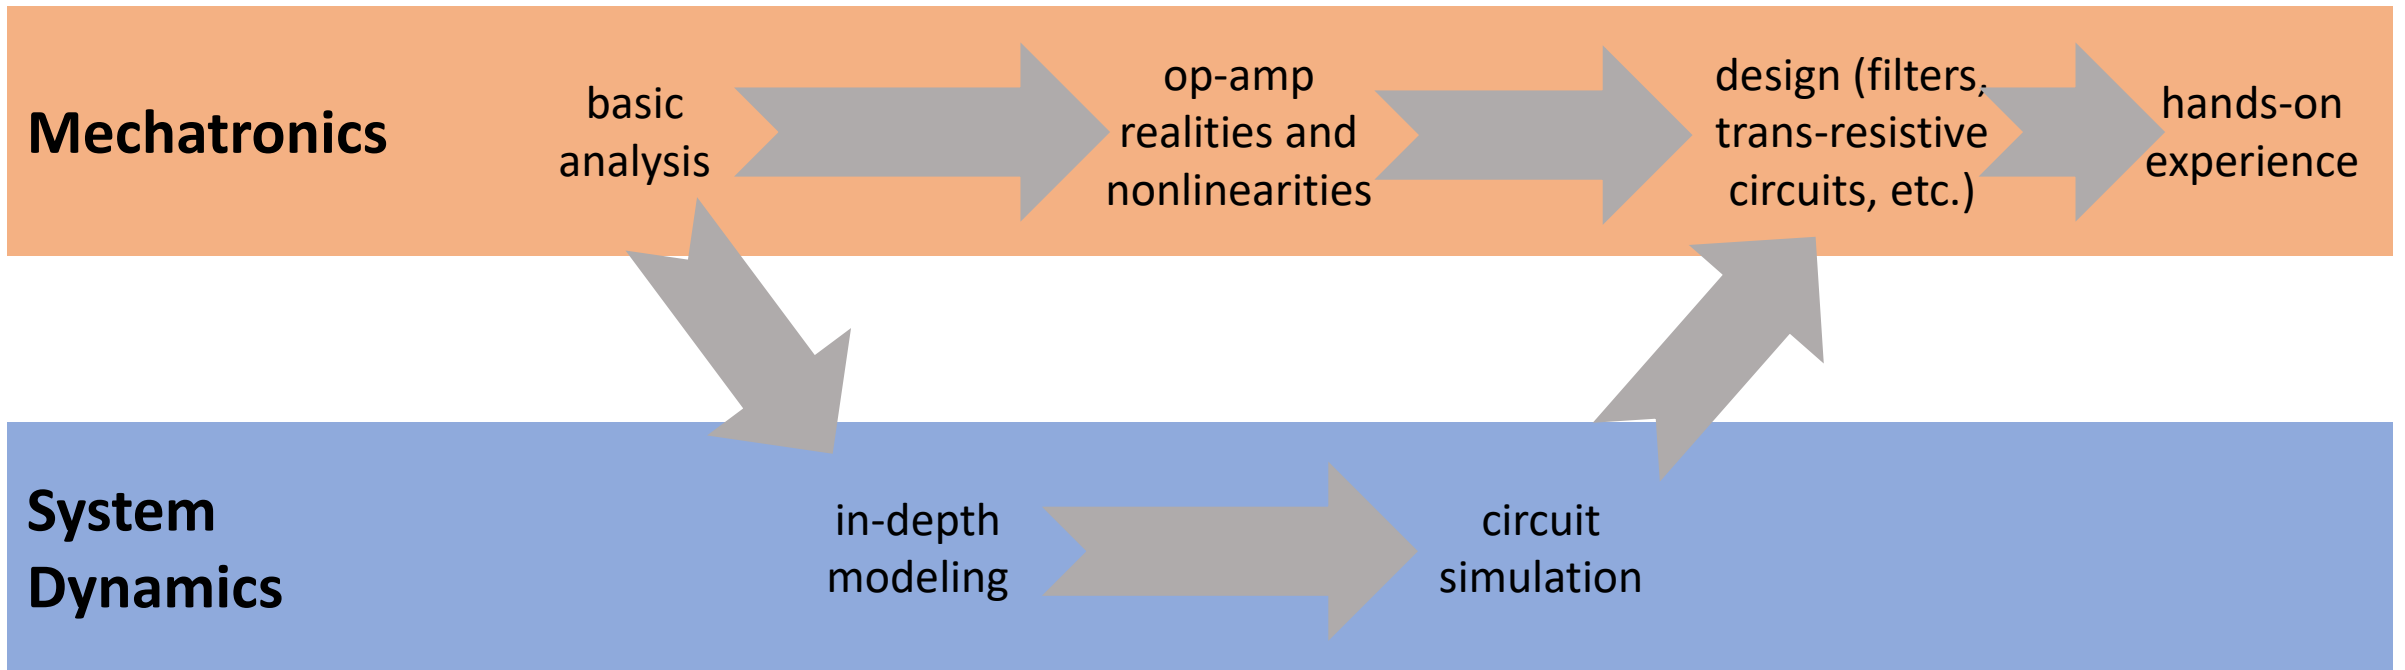 Mechatronics
basic
analysis
op-amp
realities and
nonlinearities
design (filters,
trans-resistive
circuits, etc.)
hands-on
experience
System
Dynamics
in-depth
modeling
circuit
simulation